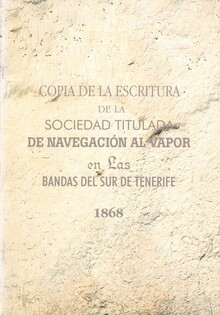 COPIA DE LA ESCRITURA
DE LA
SOCIEDAD TITULADA
DE NAVEGACIÓN AL VAPOR
en Las
BANDAS DEL SUR DE TENERIFE
1868